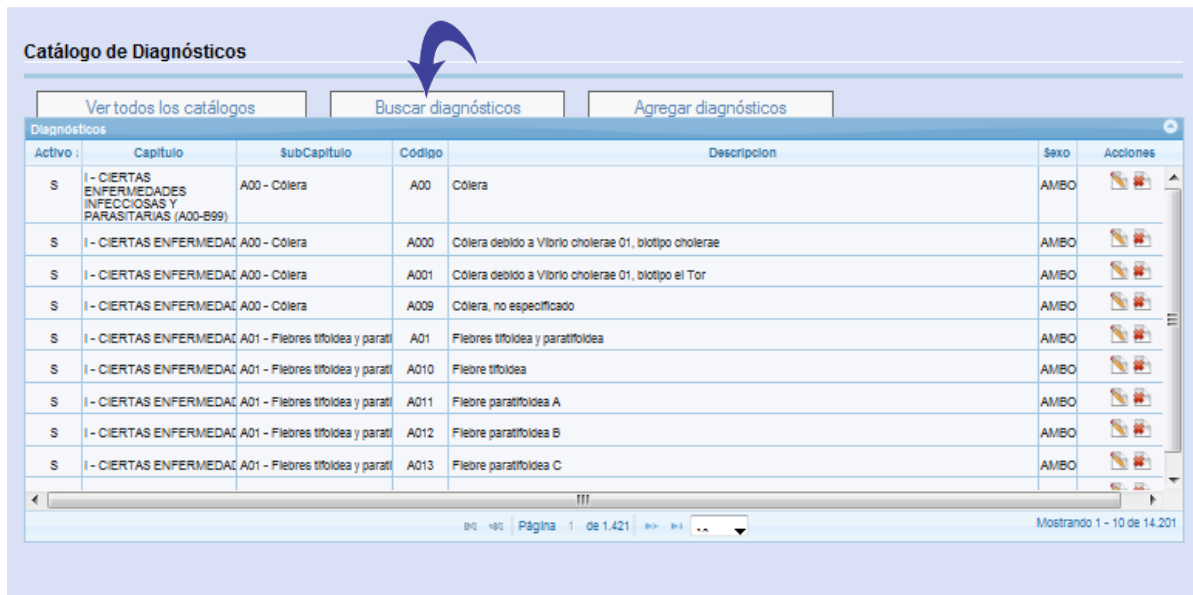 Catálogo de Diagnósticos
Ver todos los catálogos Buscar diagnósticos Agregar diagnósticos
Diagnósticos
Activo Capitulo SubCapitulo Código Descripcion Sexo Acciones
S I - CIERTAS ENFERMEDADES INFECCIOSAS Y PARASITARIAS (A00-B99) A00 - Cólera A00 Cólera AMBO
S I - CIERTAS ENFERMEDAD A00 - Cólera A000 Cólera debido a Vibrio cholerae 01, biotipo cholerae AMBO
S I - CIERTAS ENFERMEDAD A00 - Cólera A001 Cólera debido a Vibrio cholerae 01, biotipo el Tor AMBO
S I - CIERTAS ENFERMEDAD A00 - Cólera A009 Cólera, no especificado AMBO
S I - CIERTAS ENFERMEDAD A01 - Fiebres tifoidea y parati A01 Fiebres tifoidea y paratifoidea AMBO
S I - CIERTAS ENFERMEDAD A01 - Fiebres tifoidea y parati A010 Fiebre tifoidea AMBO
S I - CIERTAS ENFERMEDAD A01 - Fiebres tifoidea y parati A011 Fiebre paratifoidea A AMBO
S I - CIERTAS ENFERMEDAD A01 - Fiebres tifoidea y parati A012 Fiebre paratifoidea B AMBO
S I - CIERTAS ENFERMEDAD A01 - Fiebres tifoidea y parati A013 Fiebre paratifoidea C AMBO
Página 1 de 1.421 Mostrando 1 - 10 de 14.201